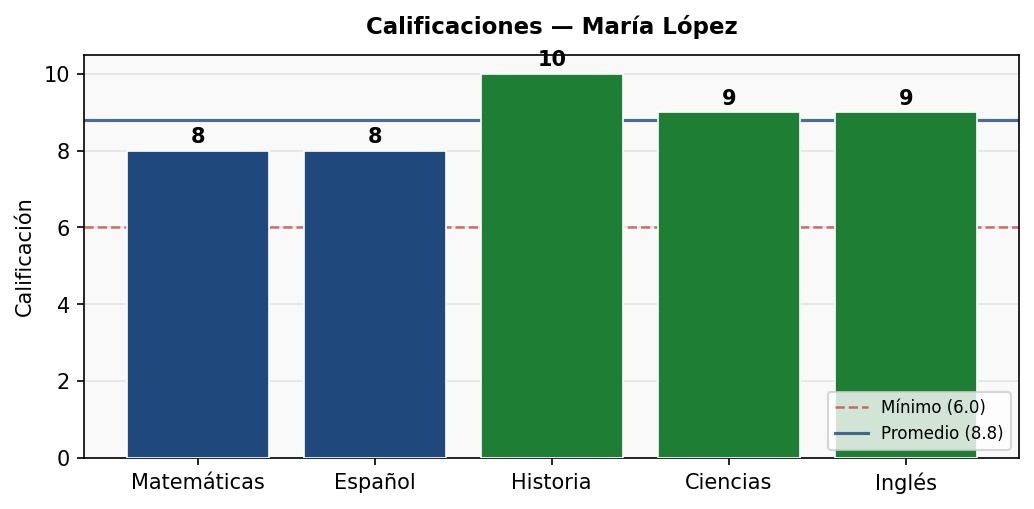 Calificaciones — María López
Calificación
10
8
6
4
2
0
8
8
10
9
9
Matemáticas
Español
Historia
Ciencias
Inglés
Mínimo (6.0)
Promedio (8.8)